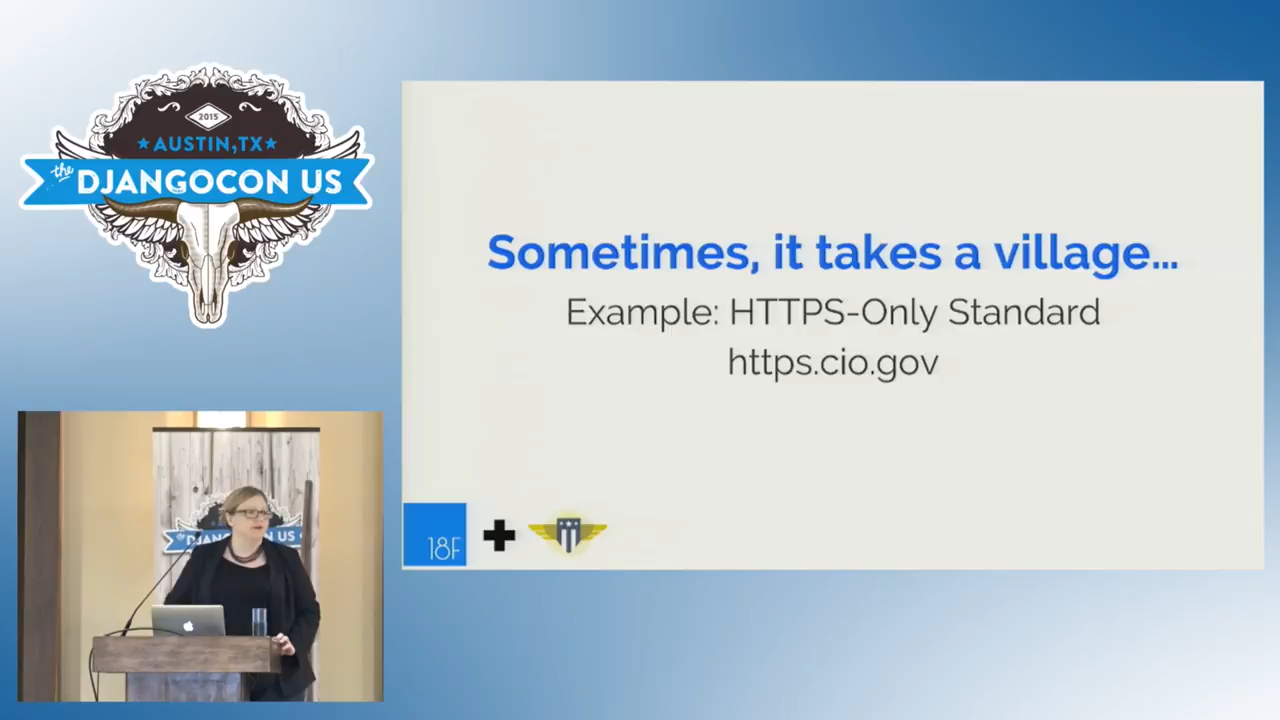 2015
★AUSTIN,TX★
the DJANGOCON US
Sometimes, it takes a village...
Example: HTTPS-Only Standard
https.cio.gov
18F
DJANGOCON US